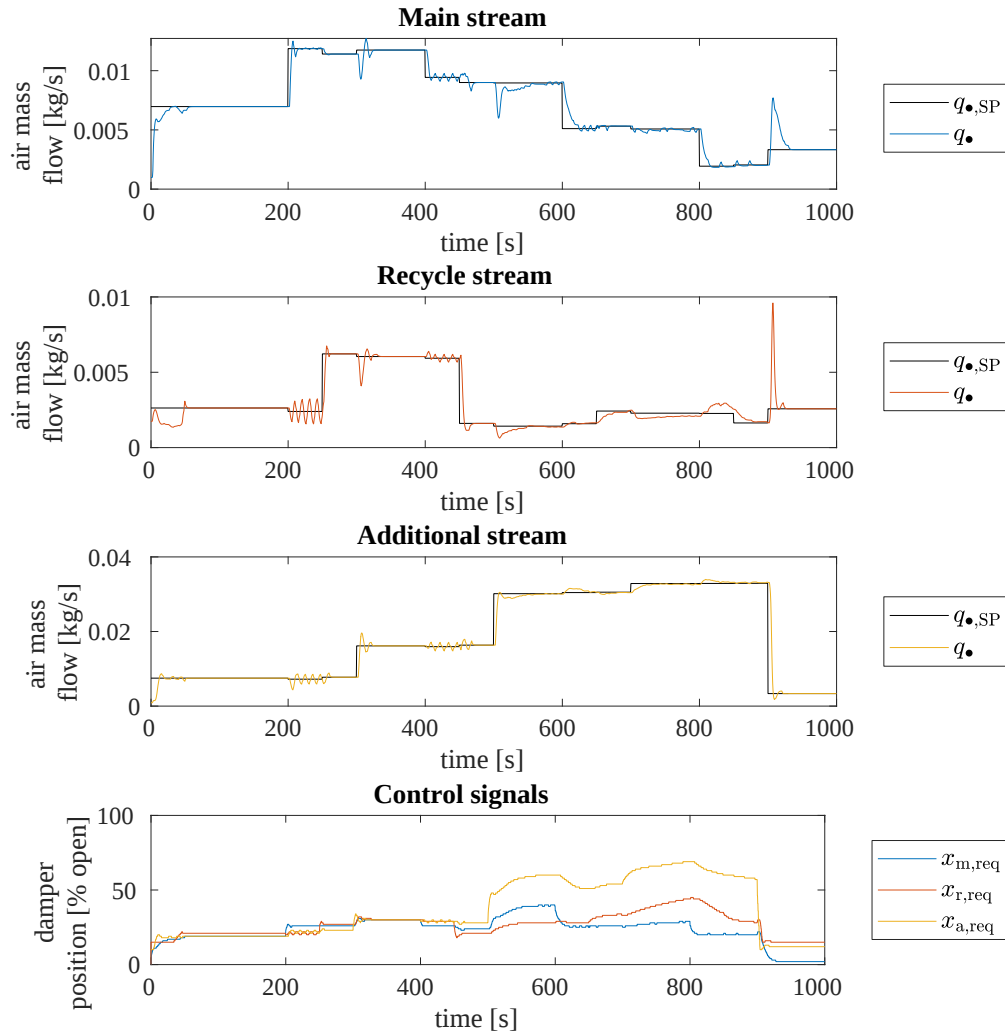 Main stream
0.01
0.005
0
air mass
flow [kg/s]
0 200 400 600 800 1000
time [s]
q●,SP
q●
Recycle stream
0.01
0.005
0
air mass
flow [kg/s]
0 200 400 600 800 1000
time [s]
q●,SP
q●
Additional stream
0.04
0.02
0
air mass
flow [kg/s]
0 200 400 600 800 1000
time [s]
q●,SP
q●
Control signals
100
50
0
damper
position [% open]
0 200 400 600 800 1000
time [s]
xm,req
xr,req
xa,req